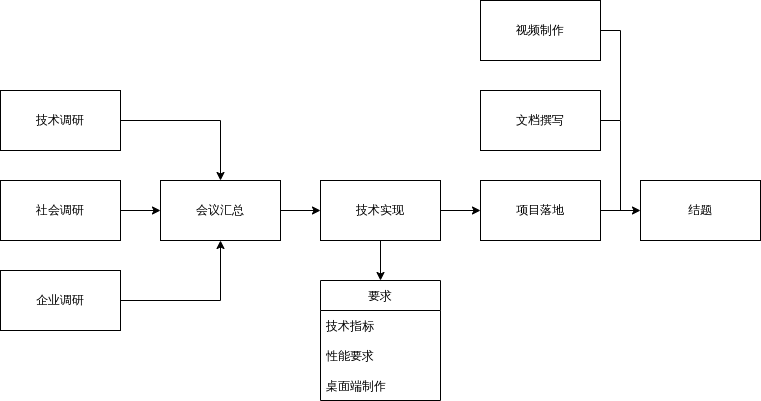 视频制作
技术调研
文档撰写
社会调研
会议汇总
技术实现
项目落地
结题
企业调研
要求
技术指标
性能要求
桌面端制作